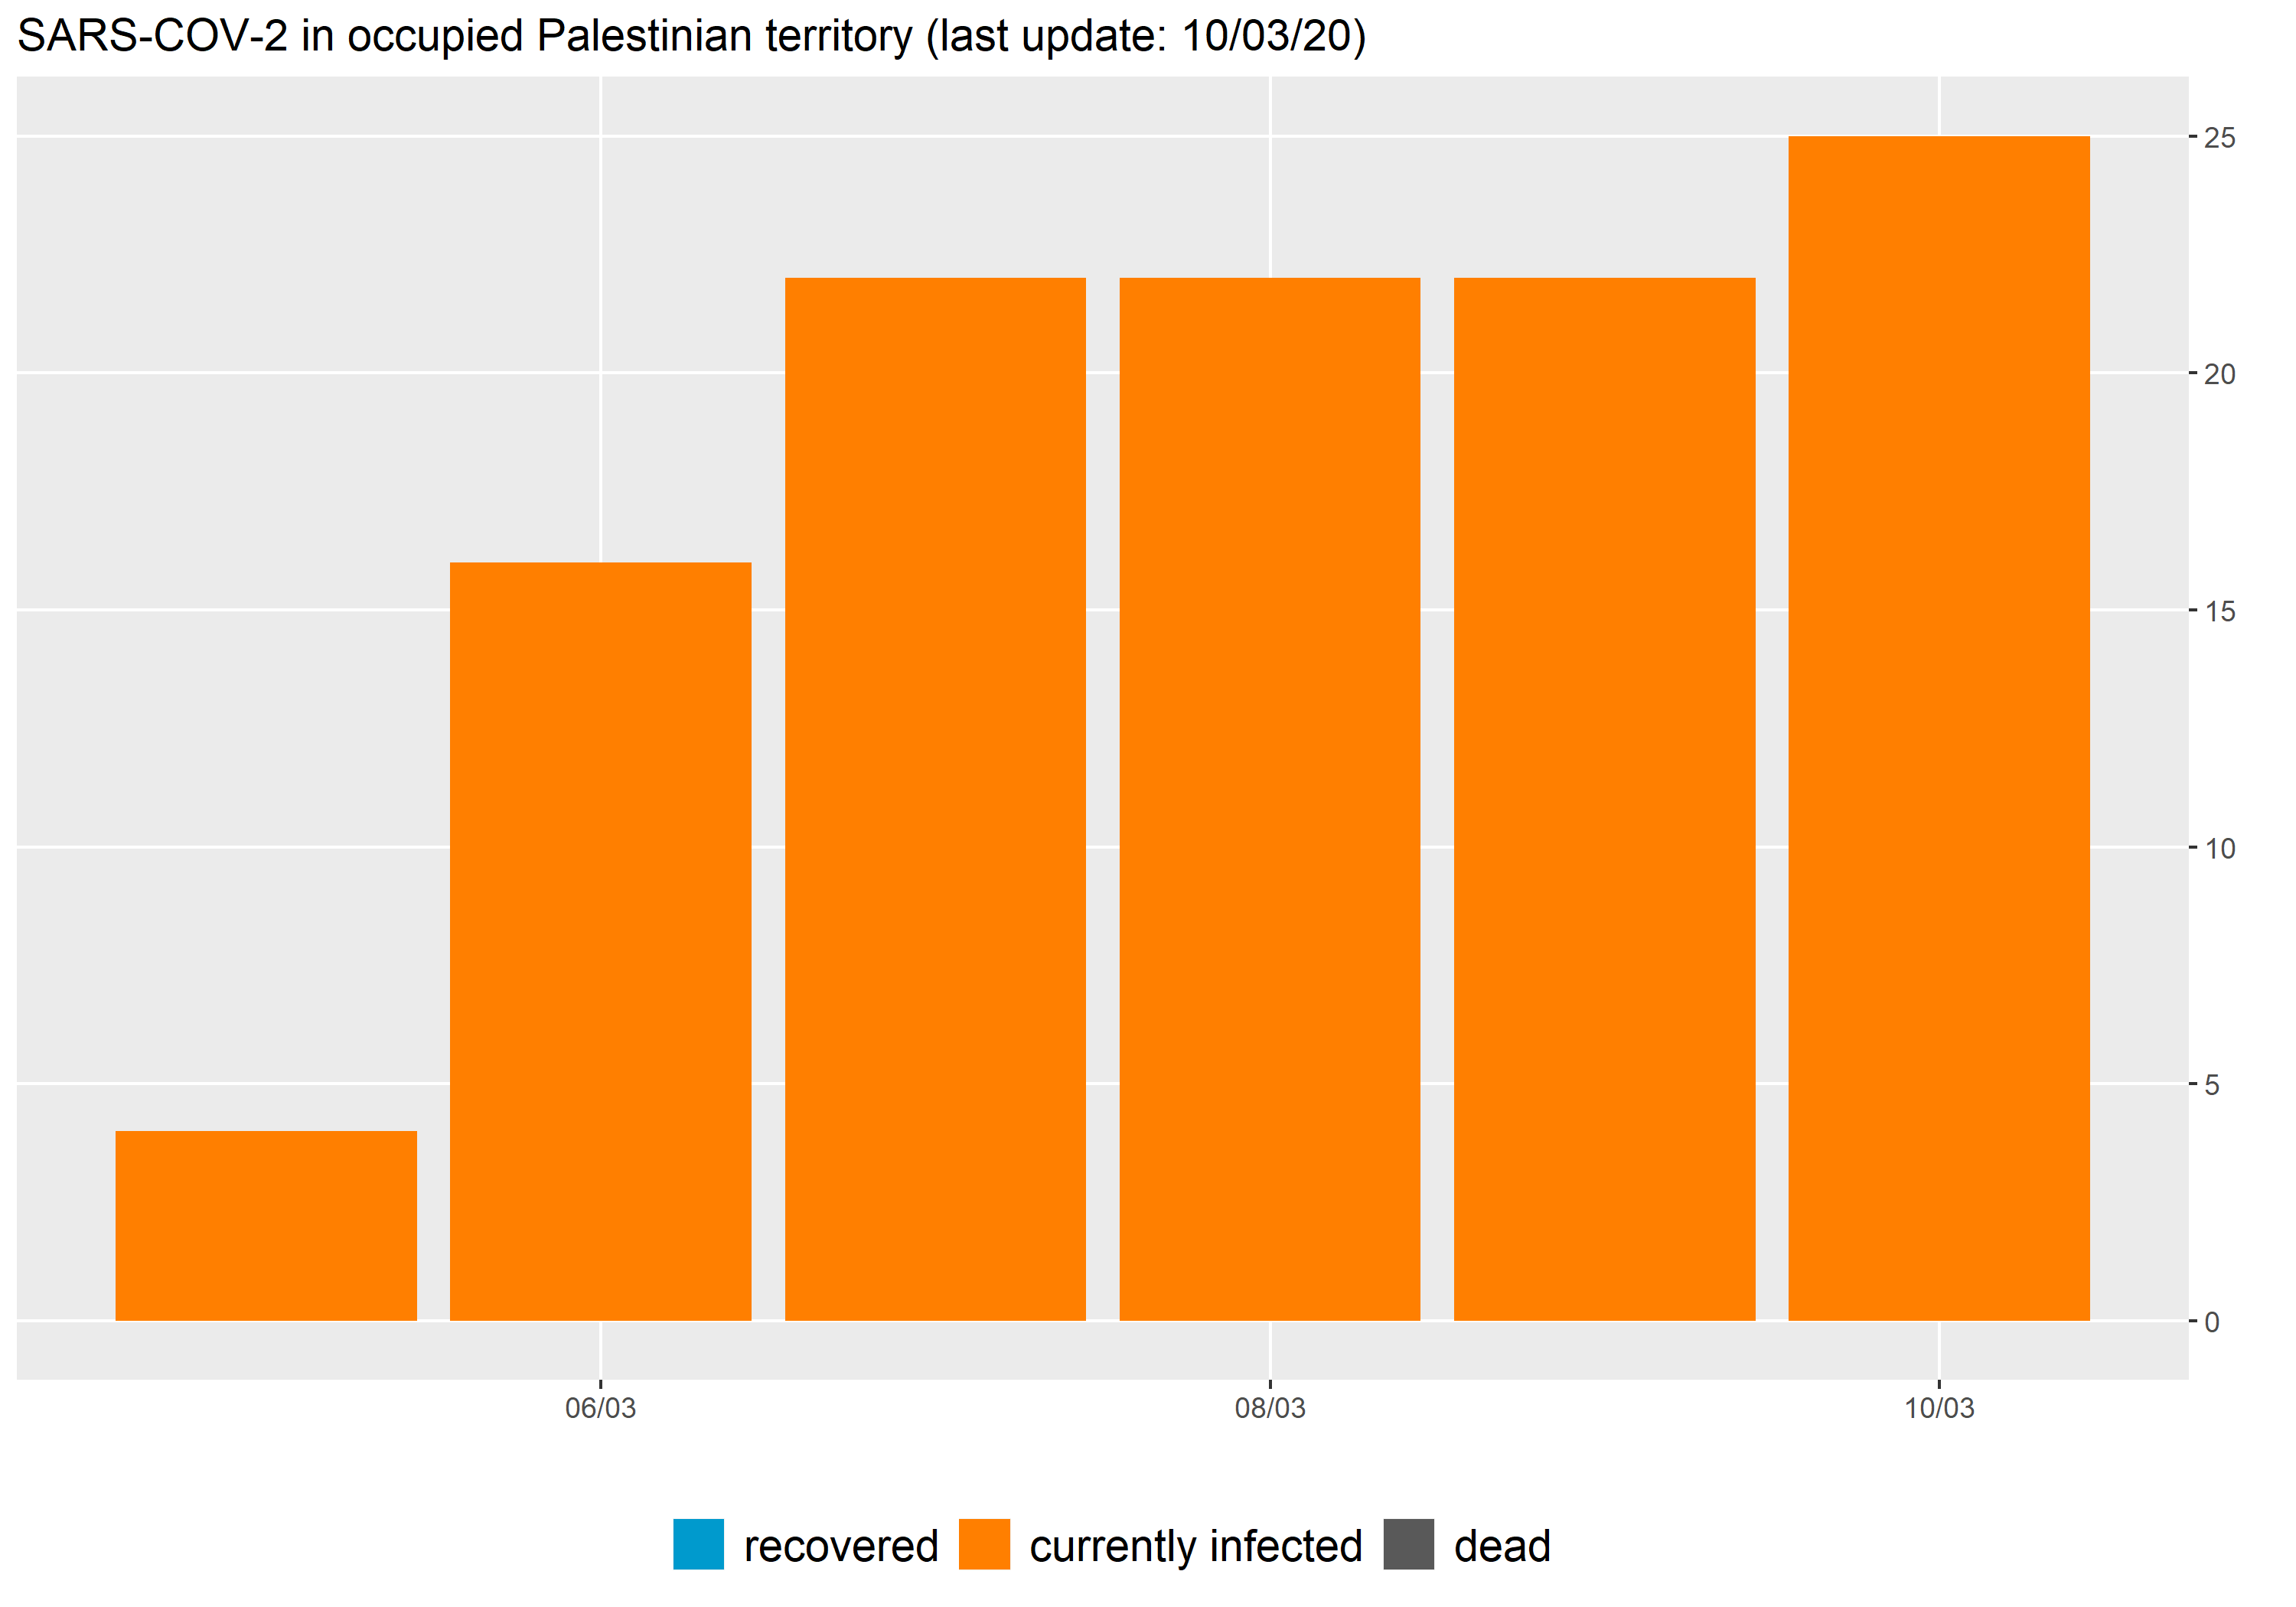 SARS-COV-2 in occupied Palestinian territory (last update: 10/03/20)
25
20
15
10
5
0
06/03 08/03 10/03
recovered currently infected dead